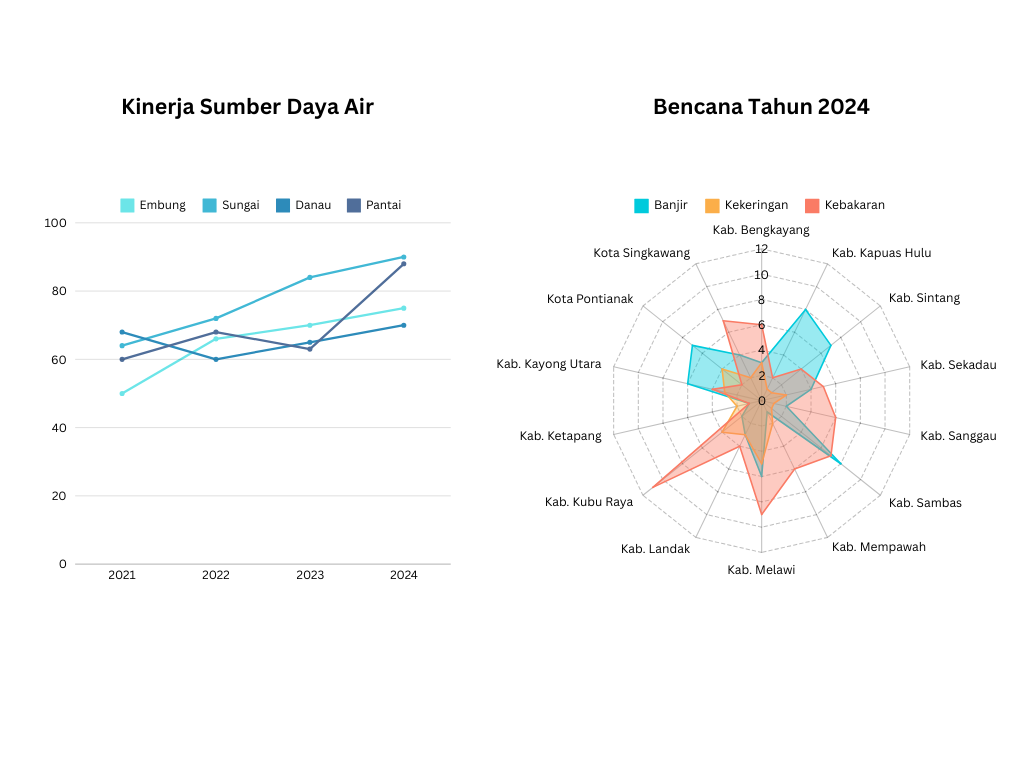 Kinerja Sumber Daya Air
Embung Sungai Danau Pantai
100
80
60
40
20
0
2021 2022 2023 2024
Bencana Tahun 2024
Banjir Kekeringan Kebakaran
Kab. Bengkayang
Kab. Kapuas Hulu
Kab. Sintang
Kab. Sekadau
Kab. Sanggau
Kab. Sambas
Kab. Mempawah
Kab. Melawi
Kab. Landak
Kab. Kubu Raya
Kab. Ketapang
Kab. Kayong Utara
Kota Pontianak
Kota Singkawang
12
10
8
6
4
2
0